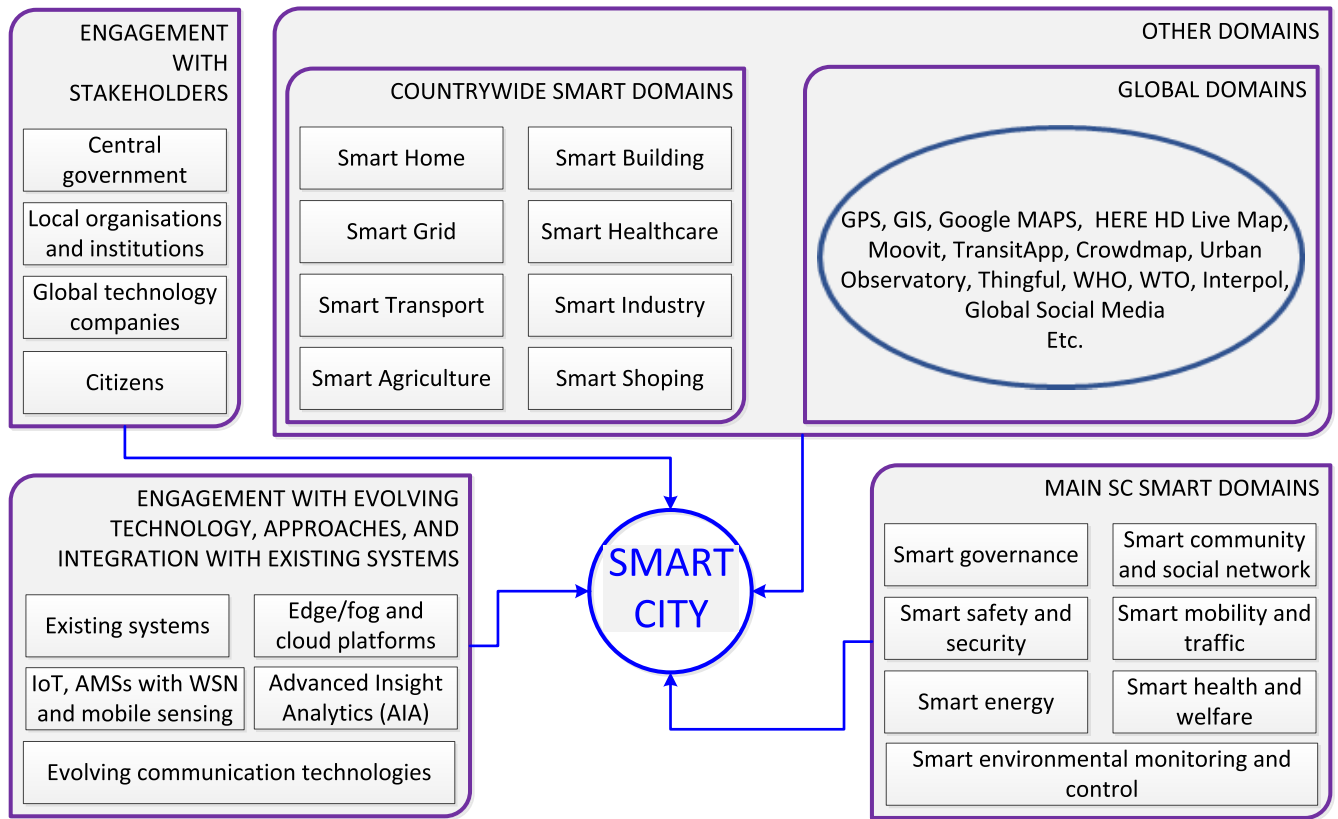 ENGAGEMENT
WITH
STAKEHOLDERS
Central
government
Local organisations
and institutions
Global technology
companies
Citizens
OTHER DOMAINS
COUNTRYWIDE SMART DOMAINS
Smart Home
Smart Building
Smart Grid
Smart Healthcare
Smart Transport
Smart Industry
Smart Agriculture
Smart Shoping
GLOBAL DOMAINS
GPS, GIS, Google MAPS, HERE HD Live Map,
Moovit, TransitApp, Crowdmap, Urban
Observatory, Thingful, WHO, WTO, Interpol,
Global Social Media
Etc.
ENGAGEMENT WITH EVOLVING
TECHNOLOGY, APPROACHES, AND
INTEGRATION WITH EXISTING SYSTEMS
Existing systems
Edge/fog and
cloud platforms
IoT, AMSs with WSN
and mobile sensing
Advanced Insight
Analytics (AIA)
Evolving communication technologies
SMART
CITY
MAIN SC SMART DOMAINS
Smart governance
Smart community
and social network
Smart safety and
security
Smart mobility and
traffic
Smart energy
Smart health and
welfare
Smart environmental monitoring and
control